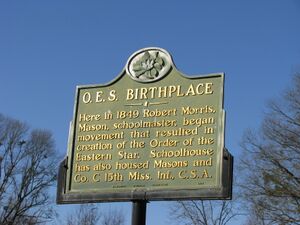 O.E.S. BIRTHPLACE
Here in 1849 Robert Morris,
Mason, schoolmaster, began
movement that resulted in
creation of the Order of the
Eastern Star. Schoolhouse
has also housed Masons and
Co. C 15th Miss. Inf., C.S.A.